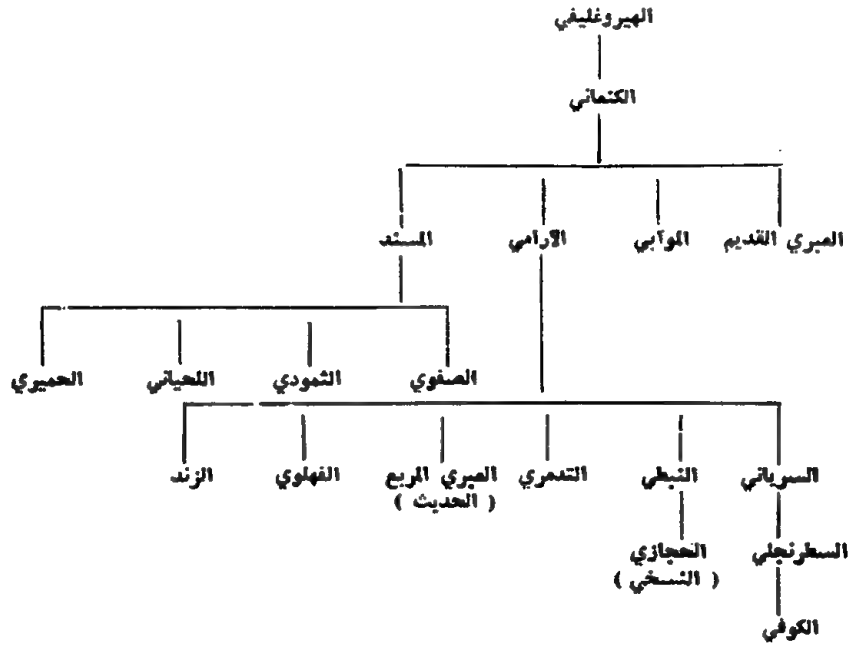 الهيروغليفي
الكنعاني
العبري القديم
الموآبي
الآرامي
المسند
الصفوي
الثمودي
اللحياني
الحميري
السرياني
النبطي
التدمري
العبري المربع
( الحديث )
الفهلوي
الزند
السطرنجلي
الحجازي
( النسخي )
الكوفي